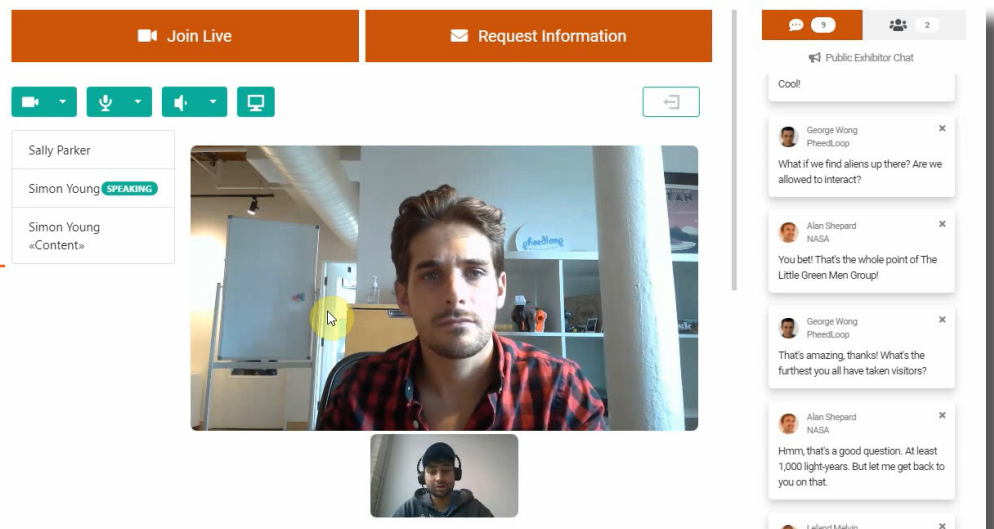 Join Live
Request Information
9
2
Public Exhibitor Chat
Sally Parker
Simon Young SPEAKING
Simon Young
«Content»
pheedloop
Cool!
George Wong
PheedLoop
What if we find aliens up there? Are we
allowed to interact?
Alan Shepard
NASA
You bet! That's the whole point of The
Little Green Men Group!
George Wong
PheedLoop
That's amazing, thanks! What's the
furthest you all have taken visitors?
Alan Shepard
NASA
Hmm, that's a good question. At least
1,000 light-years. But let me get back to
you on that.
Leland Melvin